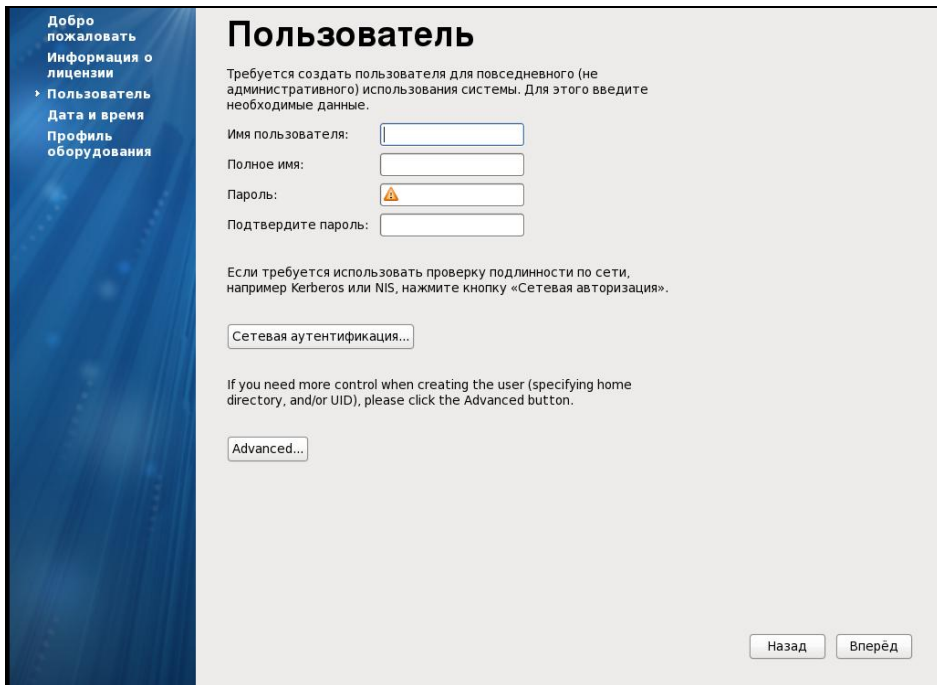 Добро
пожаловать
Информация о
лицензии
Пользователь
Дата и время
Профиль
оборудования
Пользователь
Требуется создать пользователя для повседневного (не
административного) использования системы. Для этого введите
необходимые данные.
Имя пользователя:
Полное имя:
Пароль:
Подтвердите пароль:
Если требуется использовать проверку подлинности по сети,
например Kerberos или NIS, нажмите кнопку «Сетевая авторизация».
Сетевая аутентификация...
If you need more control when creating the user (specifying home
directory, and/or UID), please click the Advanced button.
Advanced...
Назад
Вперёд